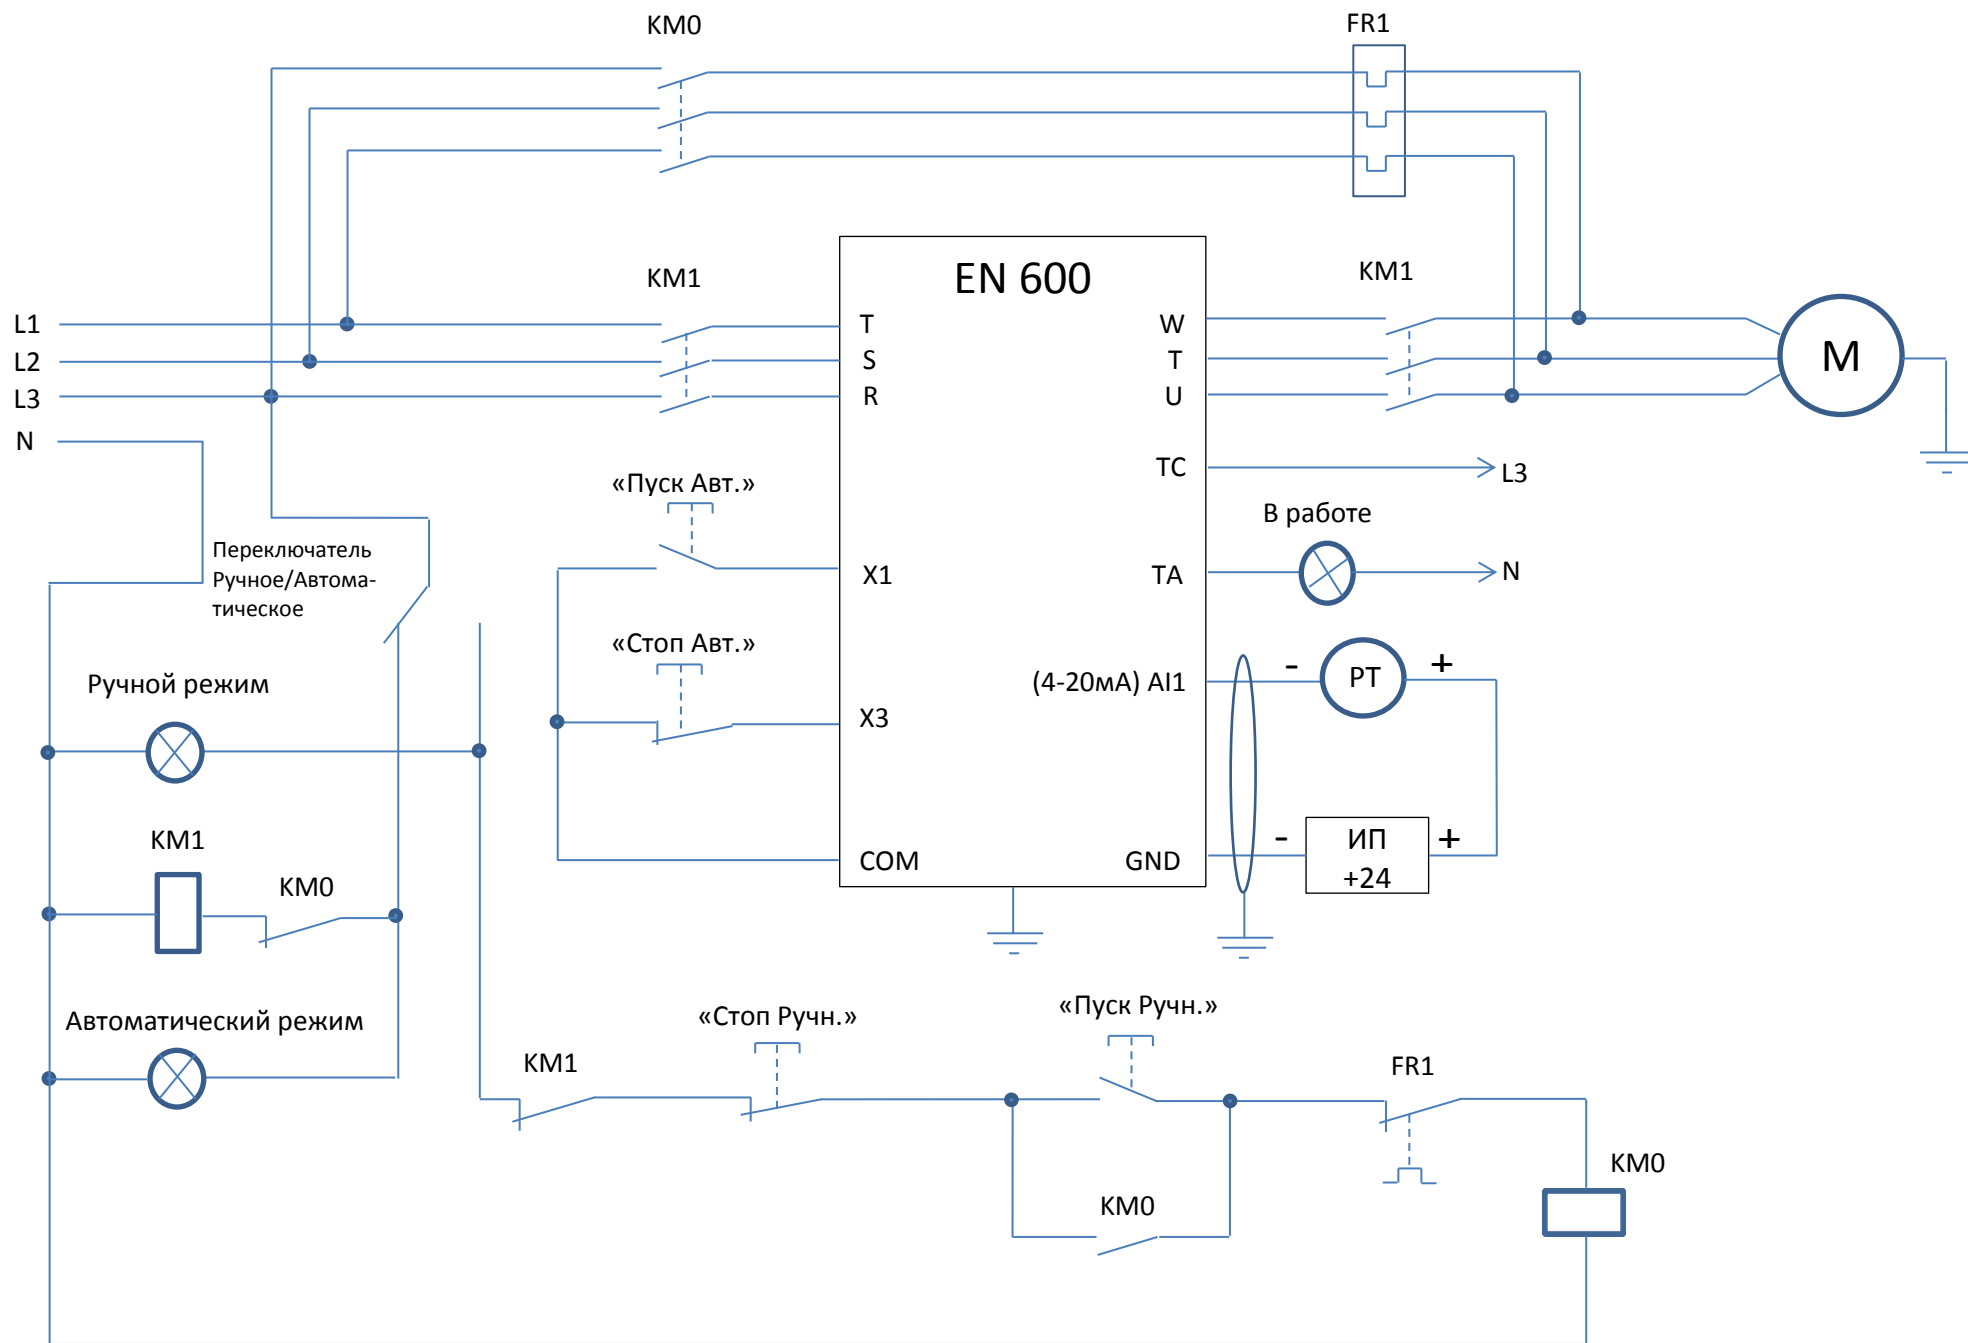 KM0
FR1
KM1
EN 600
KM1
L1
L2
L3
N
T
S
R
W
T
U
M
TC
L3
«Пуск Авт.»
В работе
Переключатель
Ручное/Автома-
тическое
X1
TA
N
«Стоп Авт.»
Ручной режим
(4-20мА) AI1
-
PT
+
X3
KM1
KM0
COM
GND
-
ИП
+24
+
Автоматический режим
«Стоп Ручн.»
«Пуск Ручн.»
KM1
FR1
KM0
KM0